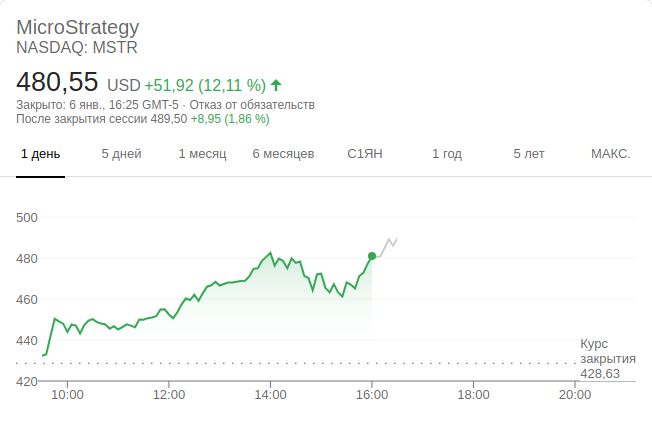 MicroStrategy
NASDAQ: MSTR
480,55 USD +51,92 (12,11 %)
Закрыто: 6 янв., 16:25 GMT-5 · Отказ от обязательств
После закрытия сессии 489,50 +8,95 (1,86 %)
1 день 5 дней 1 месяц 6 месяцев С1ЯН 1 год 5 лет МАКС.
500
480
460
440
420
Курс
закрытия
428,63
10:00 12:00 14:00 16:00 18:00 20:00